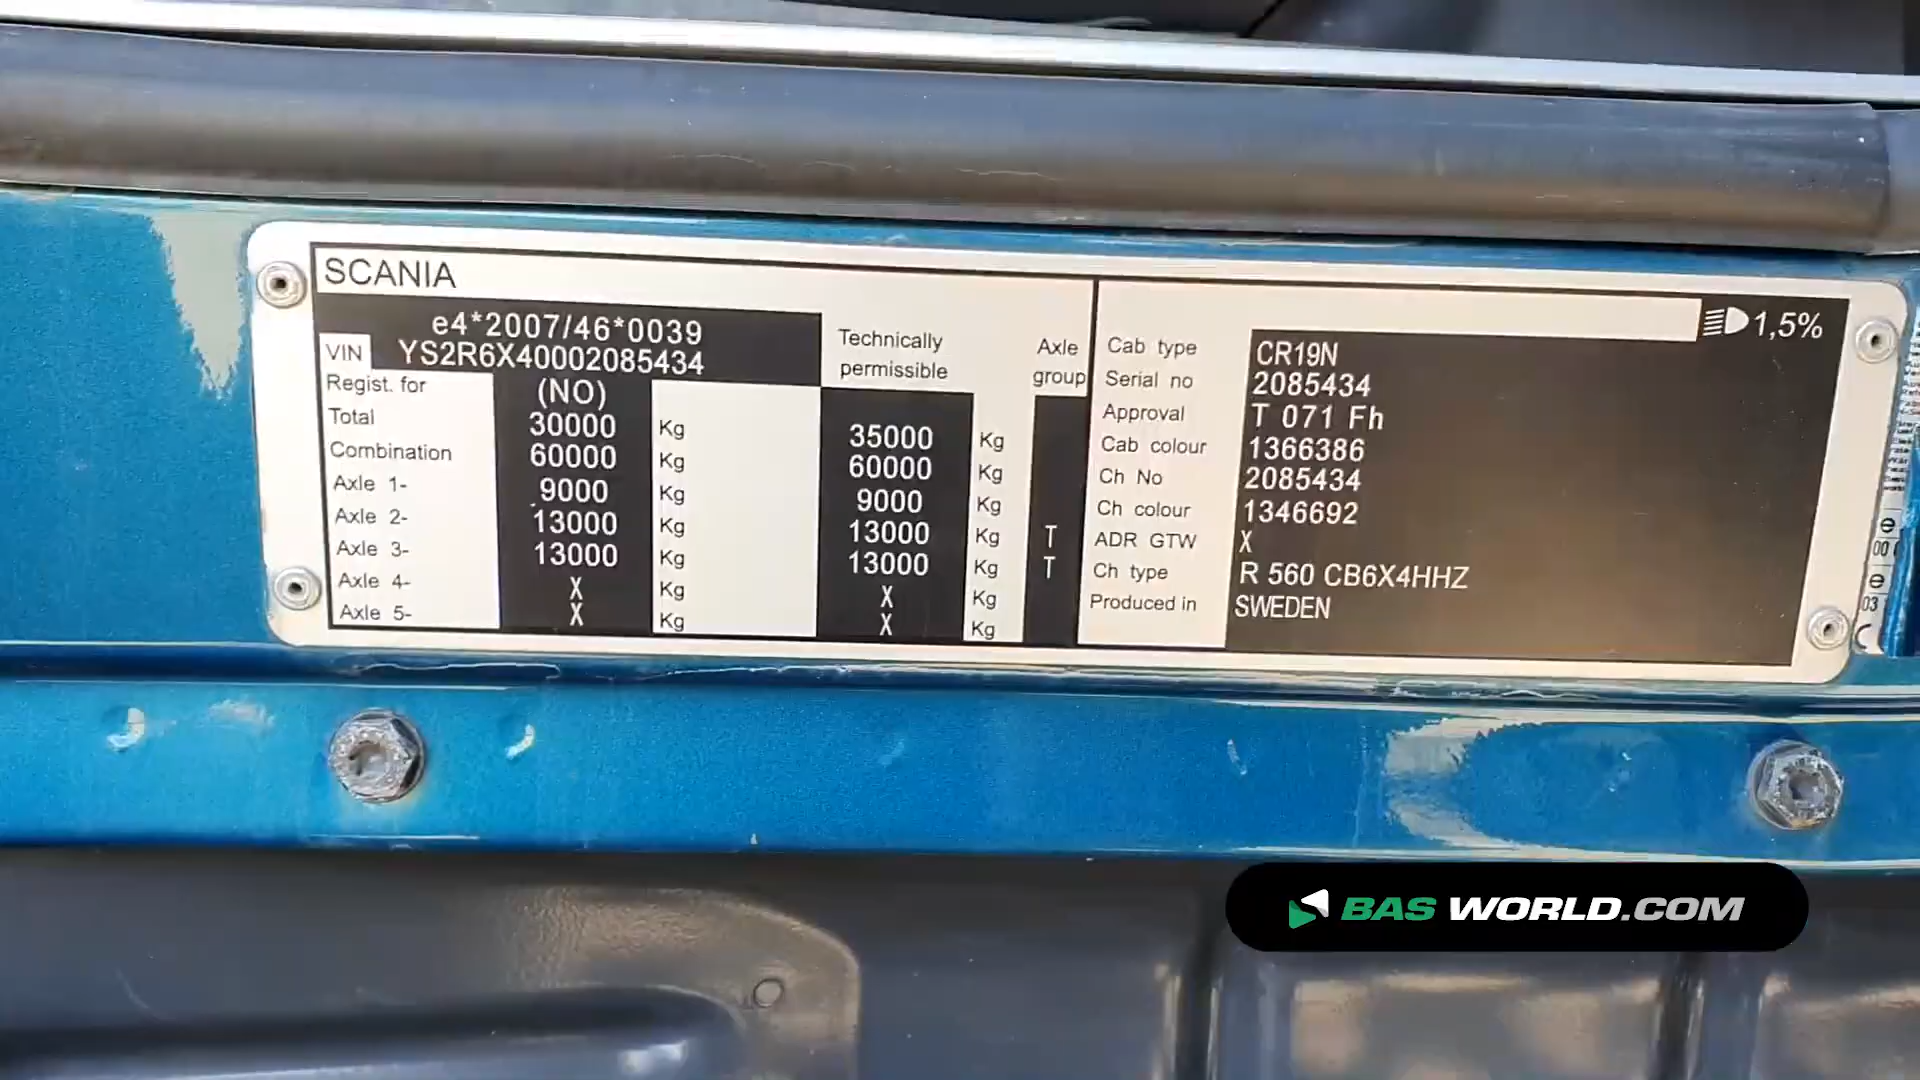 SCANIA
e4*2007/46*0039
VIN YS2R6X40002085434
Technically permissible
Axle group
Regist. for (NO)
Total 30000 Kg 35000 Kg
Combination 60000 Kg 60000 Kg
Axle 1- 9000 Kg 9000 Kg
Axle 2- 13000 Kg 13000 Kg T
Axle 3- 13000 Kg 13000 Kg T
Axle 4- X Kg X Kg
Axle 5- X Kg X Kg
1,5%
Cab type CR19N
Serial no 2085434
Approval T 071 Fh
Cab colour 1366386
Ch No 2085434
Ch colour 1346692
ADR GTW X
Ch type R 560 CB6X4HHZ
Produced in SWEDEN
e
00
e
03
BAS WORLD.COM